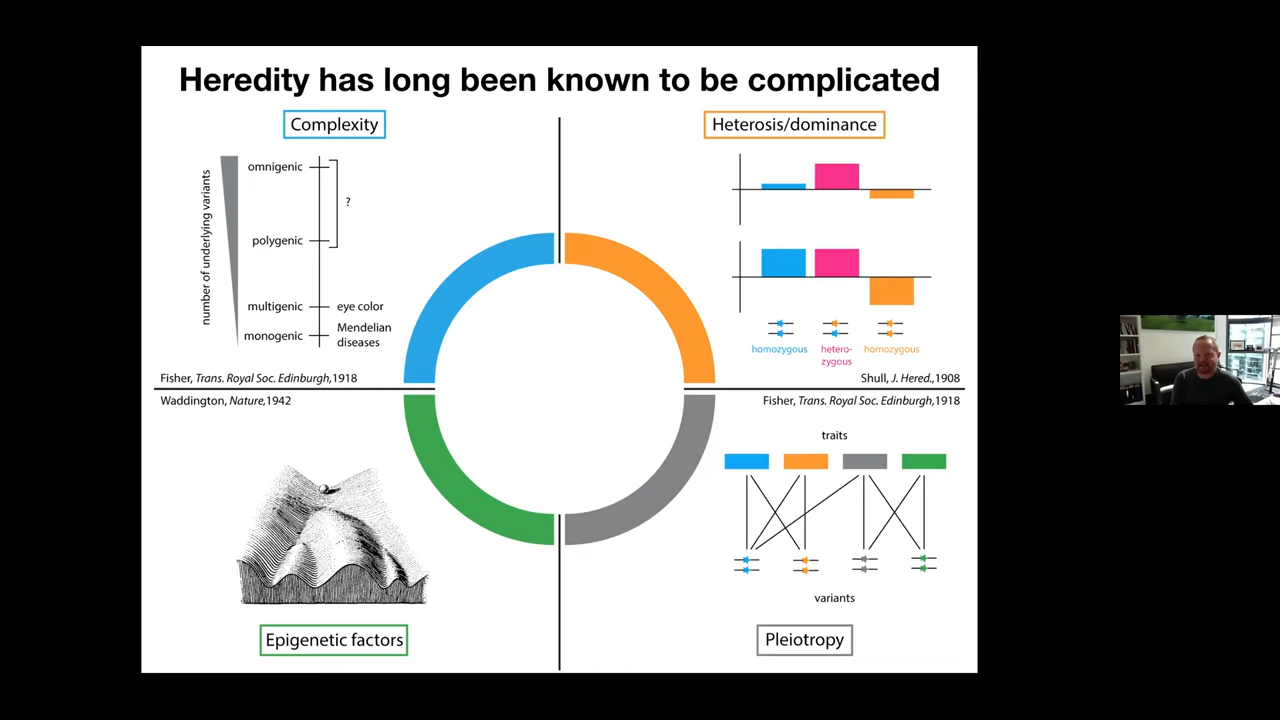 Heredity has long been known to be complicated
Complexity
number of underlying variants
omnigenic
?
polygenic
multigenic
eye color
monogenic
Mendelian
diseases
Fisher, Trans. Royal Soc. Edinburgh,1918
Heterosis/dominance
homozygous
hetero-
zygous
homozygous
Shull, J. Hered.,1908
Waddington, Nature,1942
Epigenetic factors
Fisher, Trans. Royal Soc. Edinburgh,1918
traits
variants
Pleiotropy